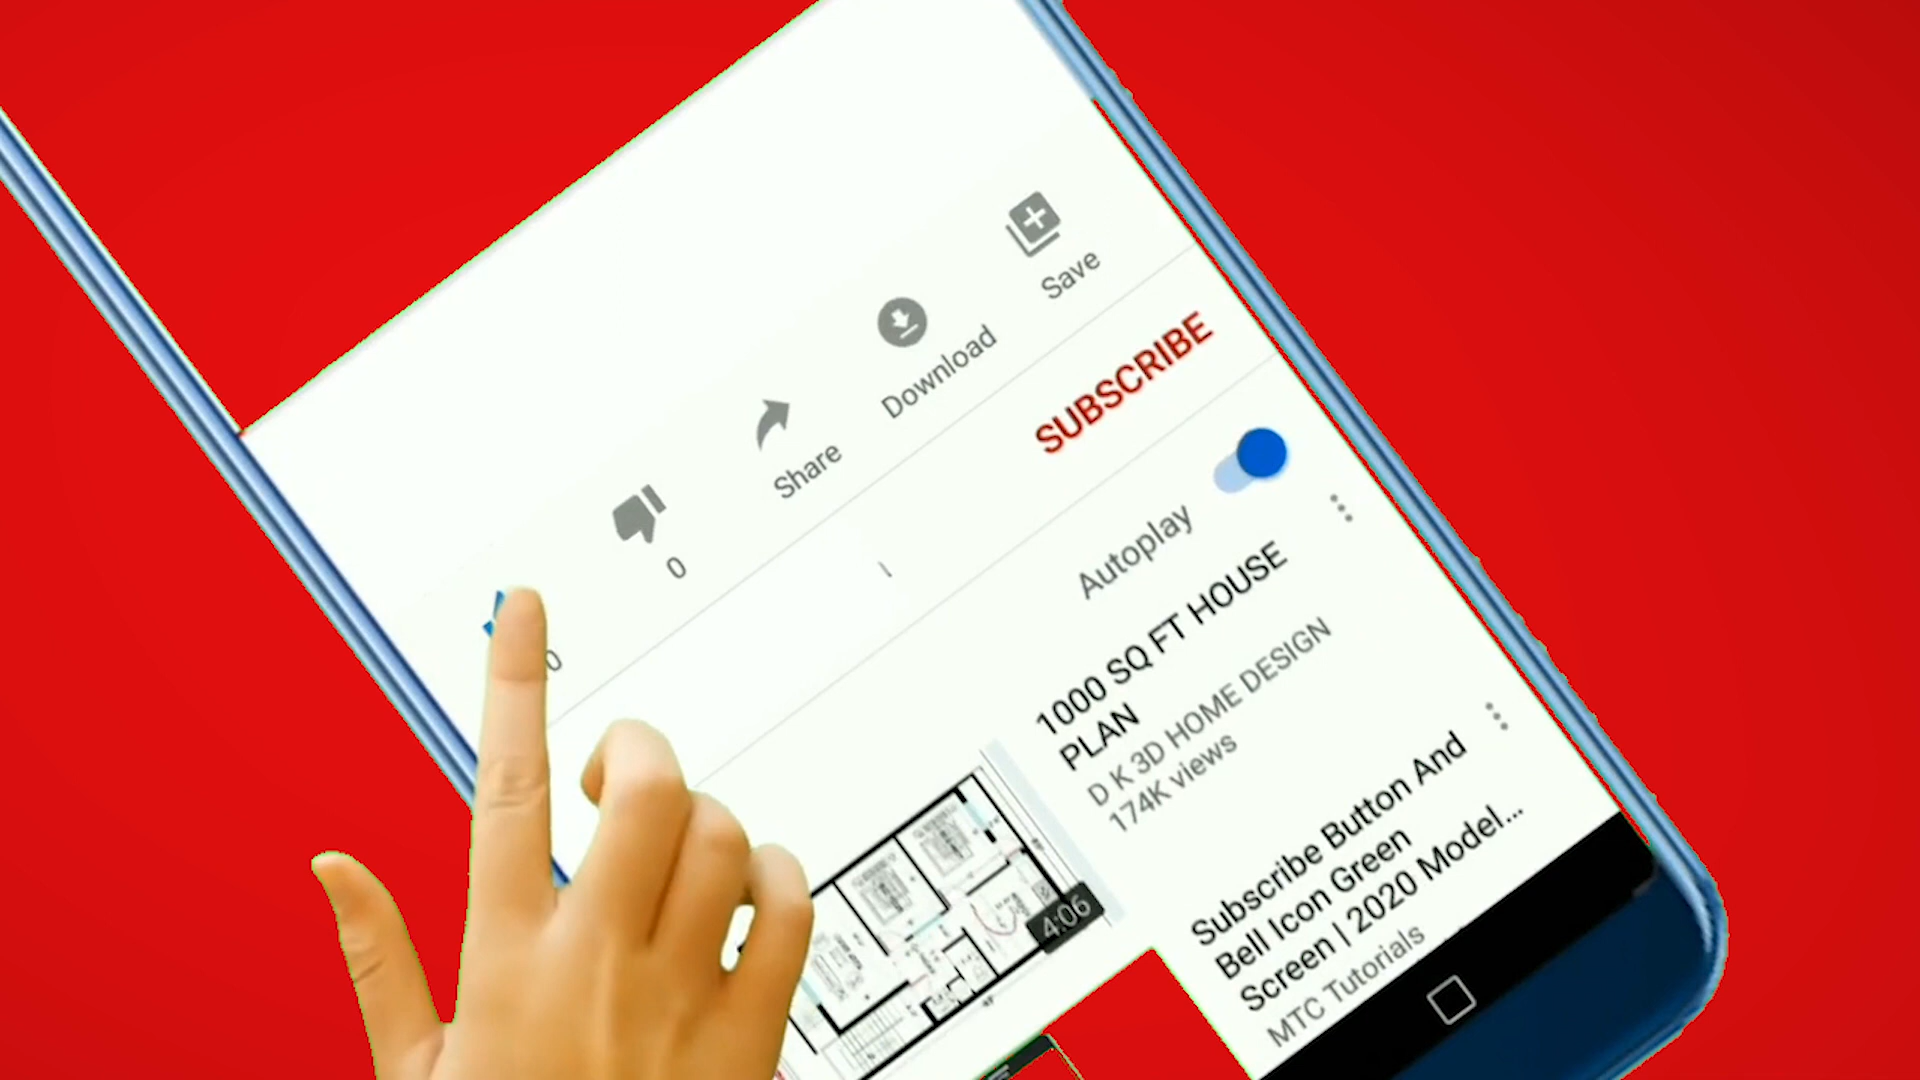 Save
Download
Share
0
0
SUBSCRIBE
Autoplay
1000 SQ FT HOUSE
PLAN
D K 3D HOME DESIGN
174K views
4:06
Subscribe Button And
Bell Icon Green
Screen | 2020 Model...
MTC Tutorials